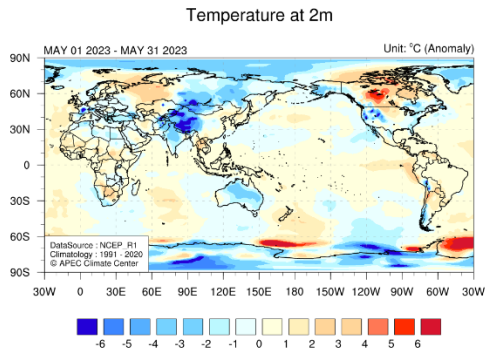 Temperature at 2m
MAY 01 2023 - MAY 31 2023
Unit: °C (Anomaly)
90N
60N
30N
0
30S
60S
90S
DataSource : NCEP_R1
Climatology : 1991 - 2020
© APEC Climate Center
30W 0 30E 60E 90E 120E 150E 180 150W 120W 90W 60W 30W
-6 -5 -4 -3 -2 -1 0 1 2 3 4 5 6